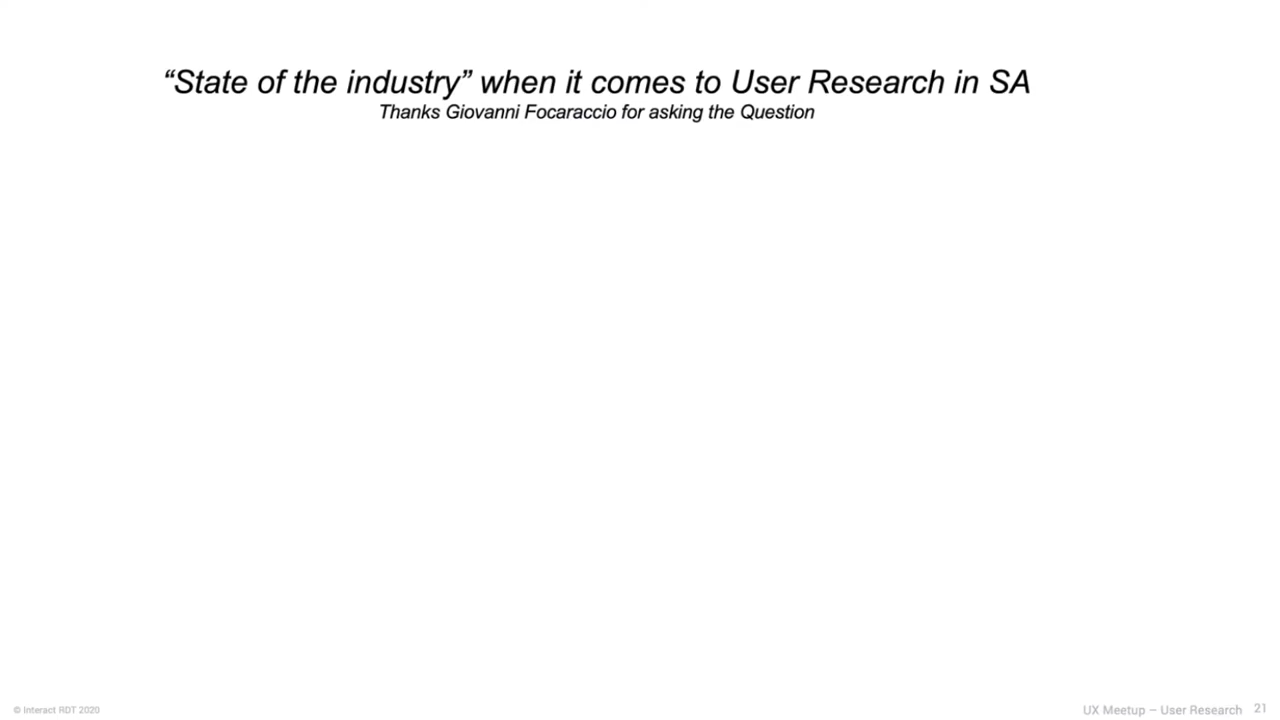 “State of the industry” when it comes to User Research in SA
Thanks Giovanni Focaraccio for asking the Question
© Interact RDT 2020
UX Meetup – User Research 21